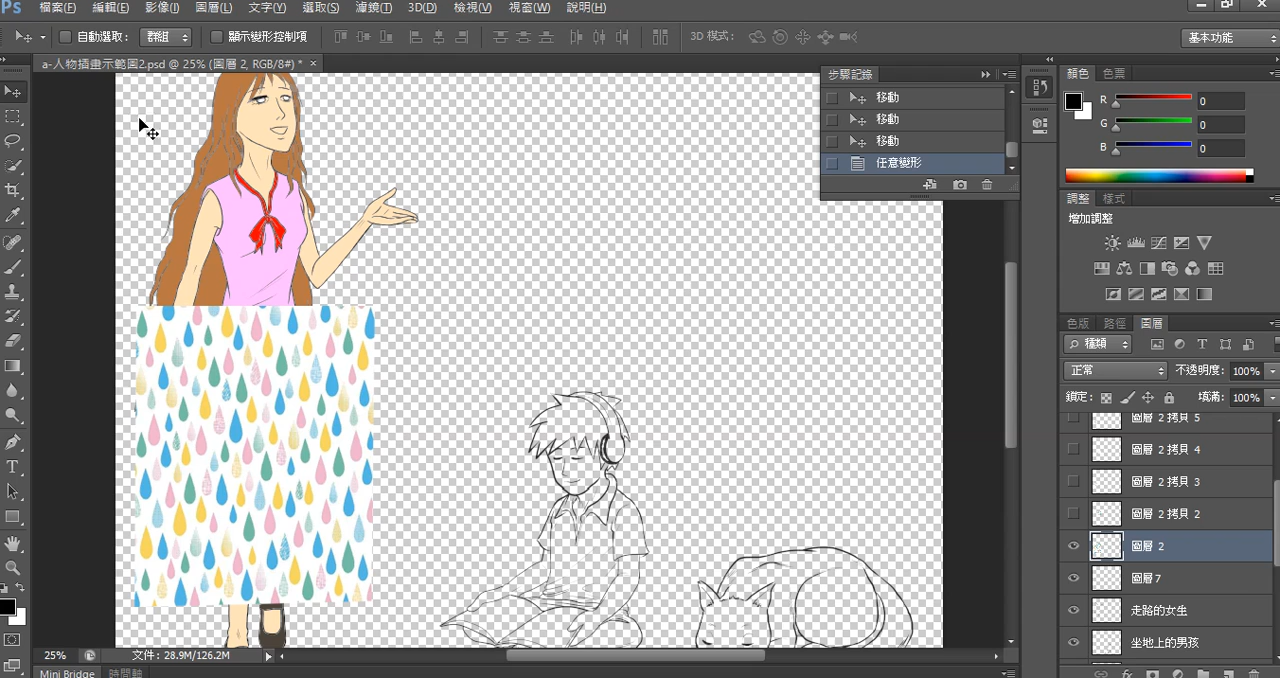 Ps 檔案(F) 編輯(E) 影像(I) 圖層(L) 文字(Y) 選取(S) 濾鏡(T) 3D(D) 檢視(V) 視窗(W) 說明(H)
自動選取： 群組 顯示變形控制項 3D 模式： 基本功能
a-人物插畫示範圖2.psd @ 25% (圖層 2, RGB/8#) * ×
步驟記錄
移動
移動
移動
任意變形
顏色 色票
R 0
G 0
B 0
調整 樣式
增加調整
色版 路徑 圖層
種類
正常 不透明度： 100%
鎖定： 填滿： 100%
圖層 2 拷貝 5
圖層 2 拷貝 4
圖層 2 拷貝 3
圖層 2 拷貝 2
圖層 2
圖層 7
走路的女坐
坐地上的男孩
25% 文件: 28.9M/126.2M
Mini Bridge 時間軸